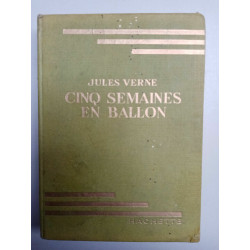 JULES VERNE
CINQ SEMAINES
EN BALLON
HACHETTE